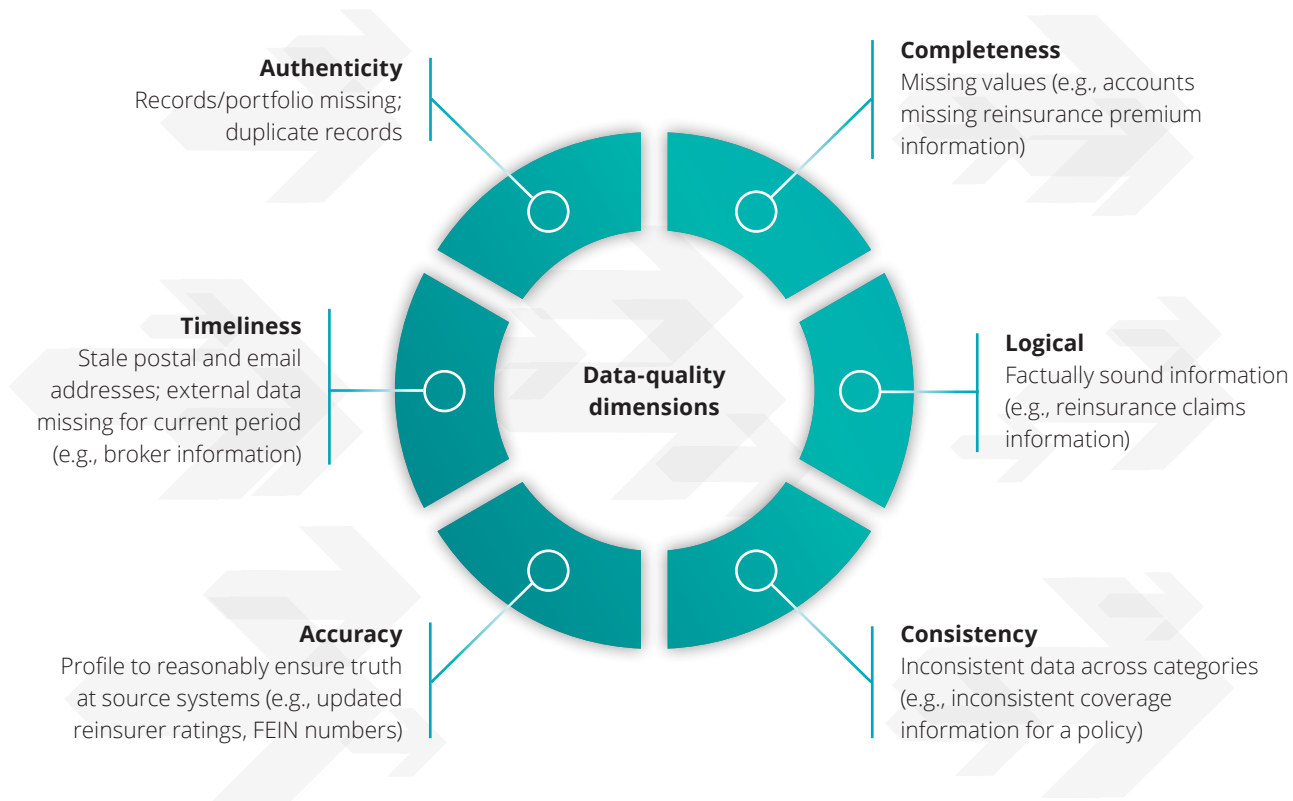 Authenticity
Records/portfolio missing;
duplicate records
Completeness
Missing values (e.g., accounts
missing reinsurance premium
information)
Timeliness
Stale postal and email
addresses; external data
missing for current period
(e.g., broker information)
Data-quality
dimensions
Logical
Factually sound information
(e.g., reinsurance claims
information)
Accuracy
Profile to reasonably ensure truth
at source systems (e.g., updated
reinsurer ratings, FEIN numbers)
Consistency
Inconsistent data across categories
(e.g., inconsistent coverage
information for a policy)